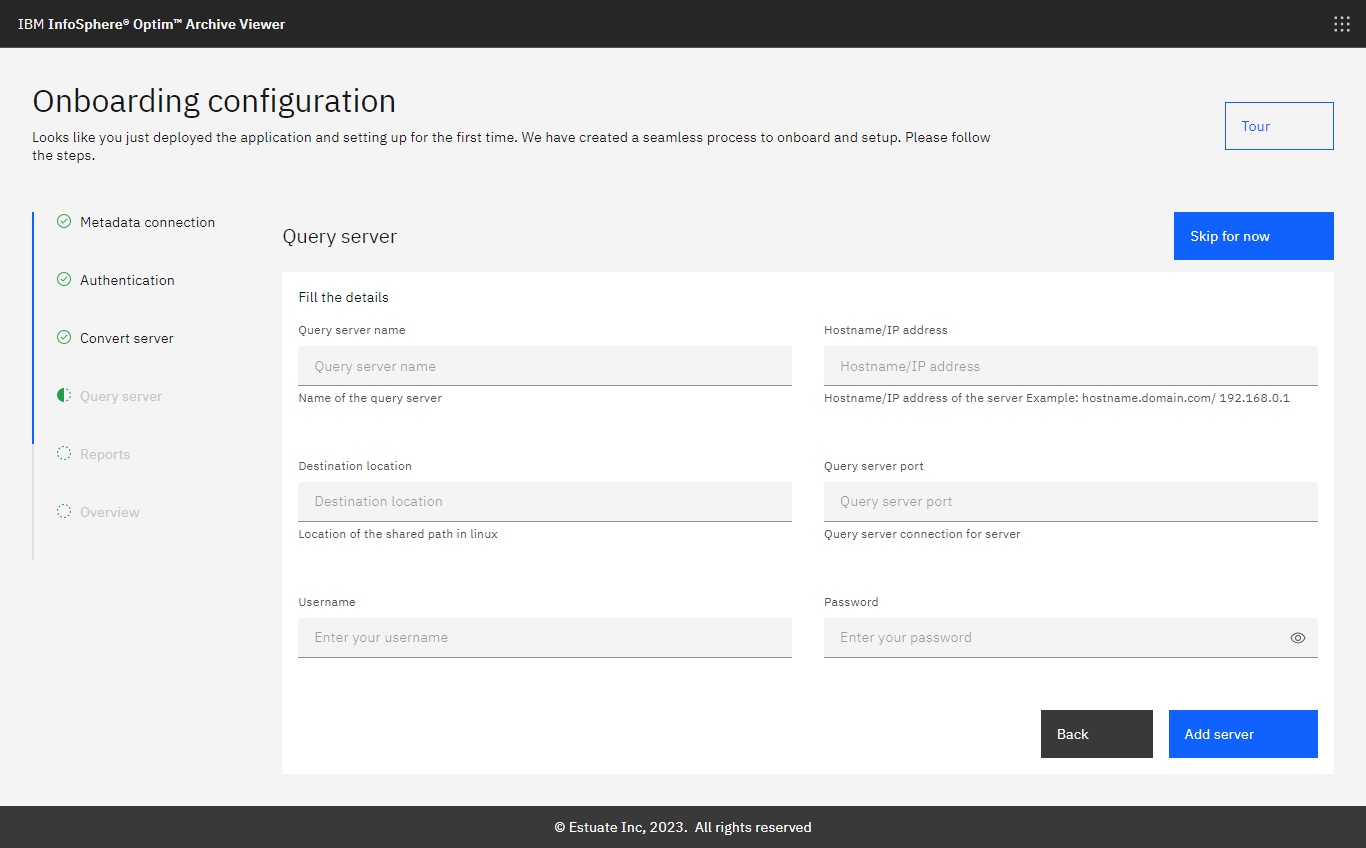 IBM InfoSphere® Optim™ Archive Viewer
Onboarding configuration
Looks like you just deployed the application and setting up for the first time. We have created a seamless process to onboard and setup. Please follow
the steps.
Tour
Metadata connection
Authentication
Convert server
Query server
Reports
Overview
Query server
Skip for now
Fill the details
Query server name
Query server name
Name of the query server
Hostname/IP address
Hostname/IP address
Hostname/IP address of the server Example: hostname.domain.com/ 192.168.0.1
Destination location
Destination location
Location of the shared path in linux
Query server port
Query server port
Query server connection for server
Username
Enter your username
Password
Enter your password
Back
Add server
© Estuate Inc, 2023.  All rights reserved